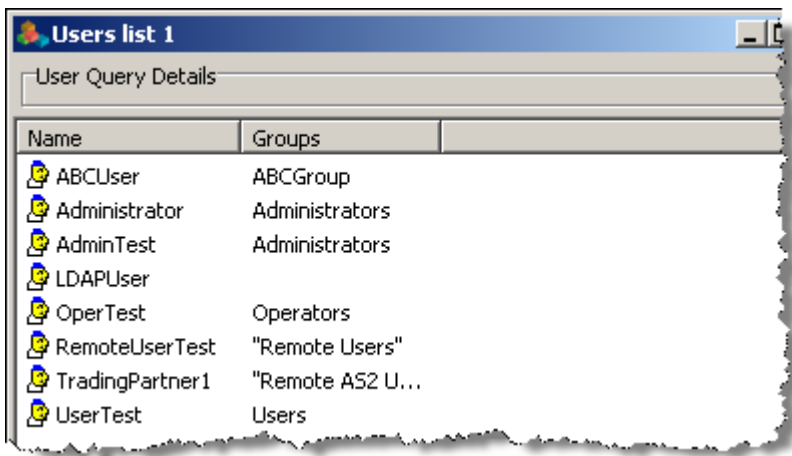 Users list 1
User Query Details
Name Groups
ABCUser ABCGroup
Administrator Administrators
AdminTest Administrators
LDAPUser
OperTest Operators
RemoteUserTest "Remote Users"
TradingPartner1 "Remote AS2 U...
UserTest Users